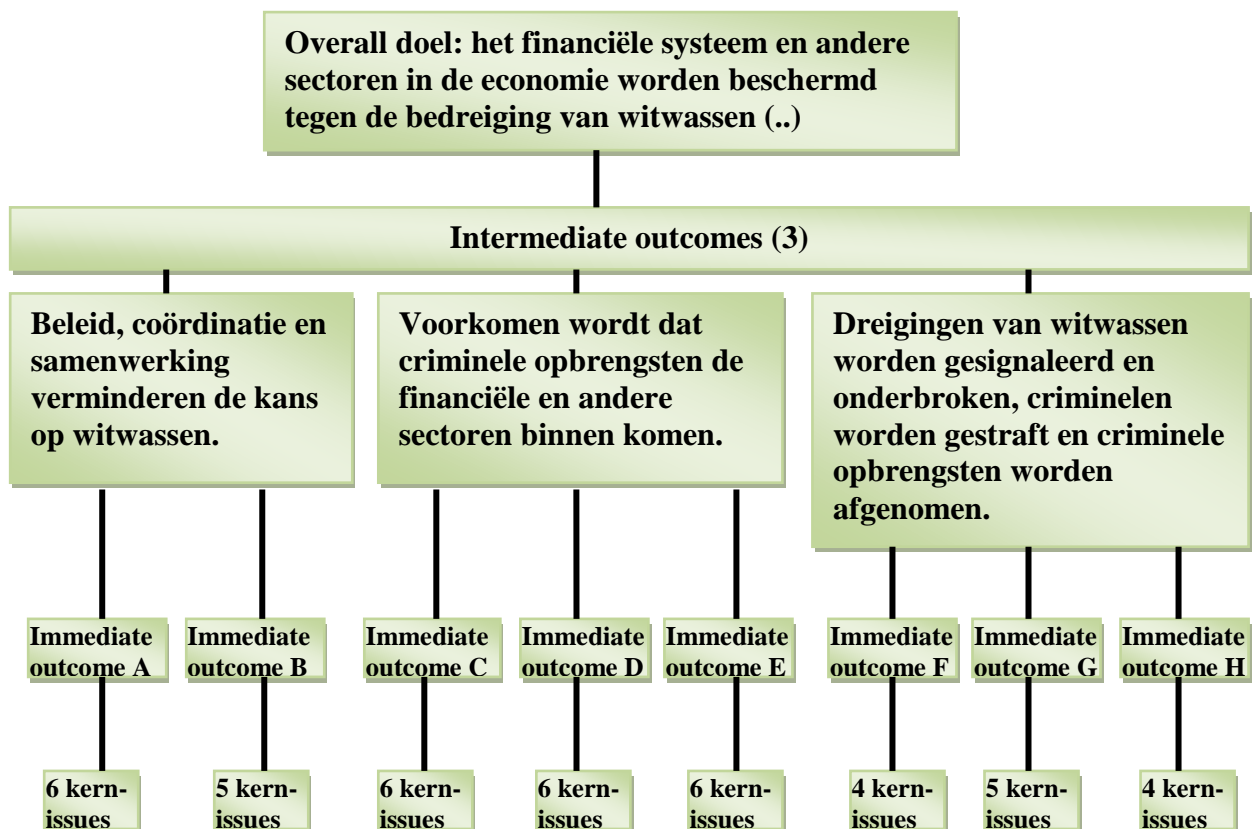 Overall doel: het financiële systeem en andere
sectoren in de economie worden beschermd
tegen de bedreiging van witwassen (..)
Intermediate outcomes (3)
Beleid, coördinatie en
samenwerking
verminderen de kans
op witwassen.
Voorkomen wordt dat
criminele opbrengsten de
financiële en andere
sectoren binnen komen.
Dreigingen van witwassen
worden gesignaleerd en
onderbroken, criminelen
worden gestraft en criminele
opbrengsten worden
afgenomen.
Immediate
outcome A
Immediate
outcome B
Immediate
outcome C
Immediate
outcome D
Immediate
outcome E
Immediate
outcome F
Immediate
outcome G
Immediate
outcome H
6 kern-
issues
5 kern-
issues
6 kern-
issues
6 kern-
issues
6 kern-
issues
4 kern-
issues
5 kern-
issues
4 kern-
issues